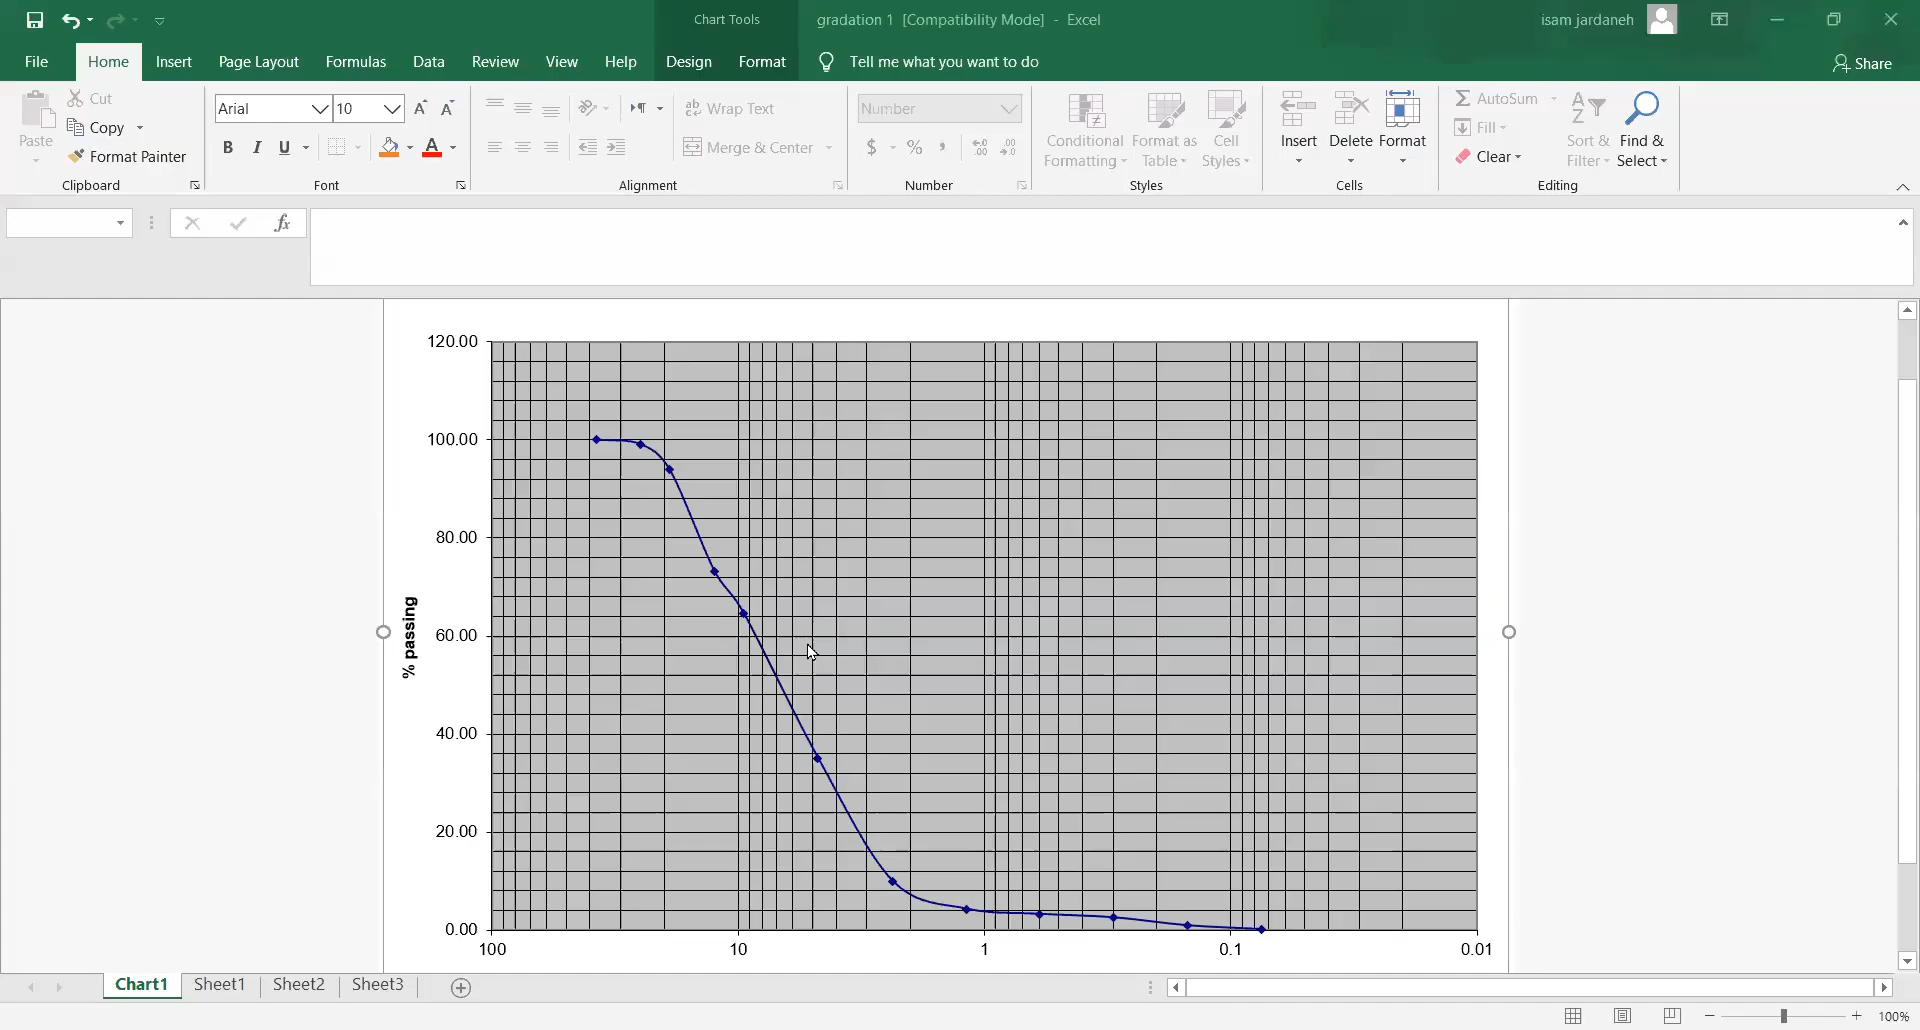 Chart Tools
gradation 1 [Compatibility Mode] - Excel
isam jardaneh
File Home Insert Page Layout Formulas Data Review View Help Design Format Tell me what you want to do
Share
Paste
Cut
Copy
Format Painter
Clipboard
Arial 10 A A
B I U A
Font
ab Wrap Text
Merge & Center
Alignment
Number
$ % ,
Number
Conditional Formatting
Format as Table
Cell Styles
Styles
Insert Delete Format
Cells
AutoSum
Fill
Clear
Sort & Filter
Find & Select
Editing
fx
120.00
100.00
80.00
60.00
40.00
20.00
0.00
% passing
100 10 1 0.1 0.01
Chart1 Sheet1 Sheet2 Sheet3
100%